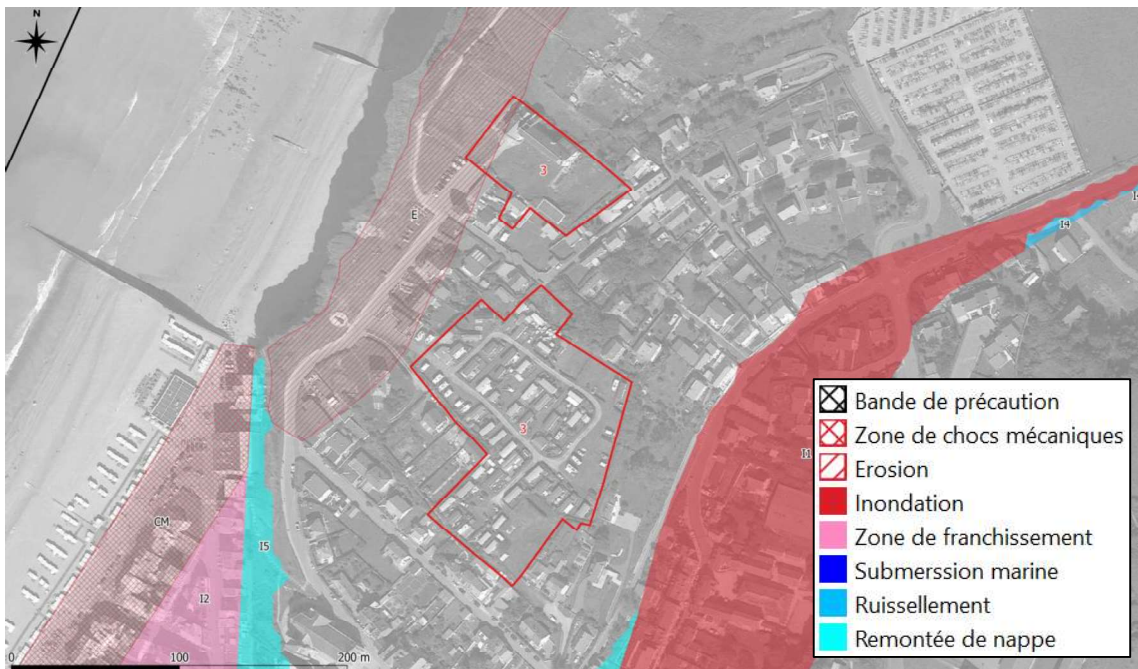 N
3
E
I4
I4
3
I1
CM
I5
I2
0 100 200 m
Bande de précaution
Zone de chocs mécaniques
Erosion
Inondation
Zone de franchissement
Submerssion marine
Ruissellement
Remontée de nappe